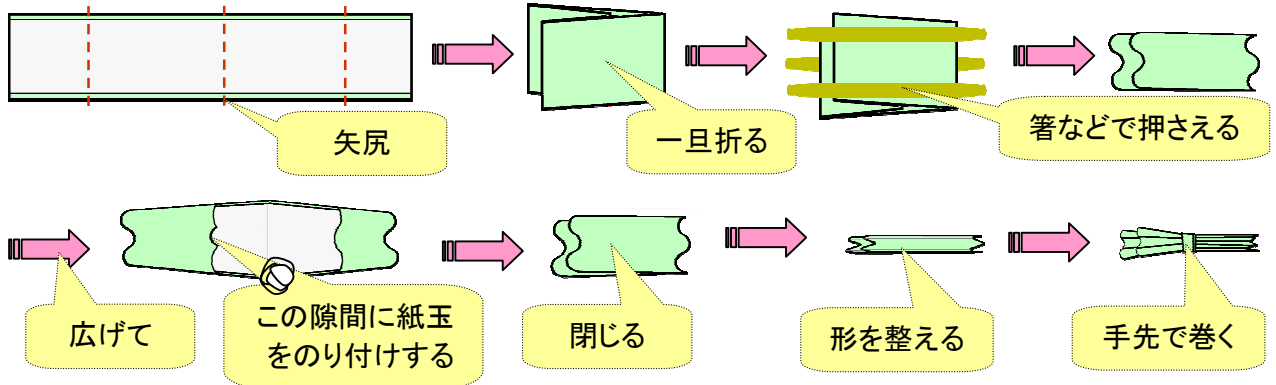 矢尻
一旦折る
箸などで押さえる
広げて
この隙間に紙玉
をのり付けする
閉じる
形を整える
手先で巻く